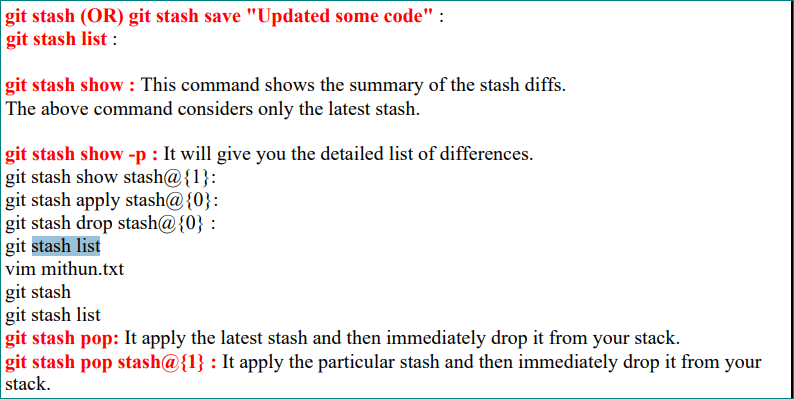 git stash (OR) git stash save "Updated some code" :
git stash list :
git stash show : This command shows the summary of the stash diffs.
The above command considers only the latest stash.
git stash show -p : It will give you the detailed list of differences.
git stash show stash@{1}:
git stash apply stash@{0}:
git stash drop stash@{0} :
git stash list
vim mithun.txt
git stash
git stash list
git stash pop: It apply the latest stash and then immediately drop it from your stack.
git stash pop stash@{1} : It apply the particular stash and then immediately drop it from your
stack.